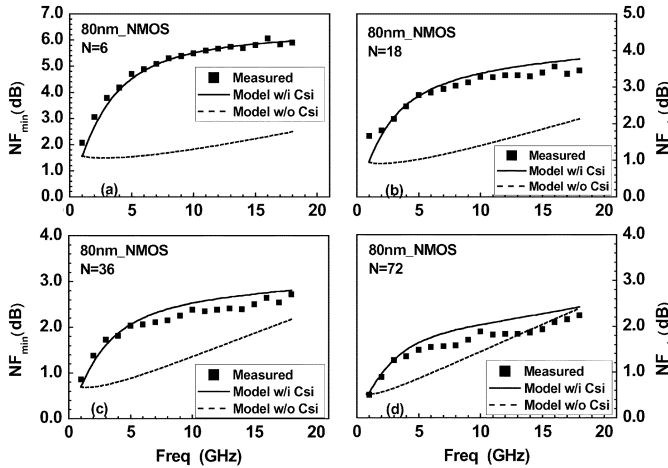 80nm_NMOS
N=6
Measured
Model w/i Csi
Model w/o Csi
(a)
NFmin(dB)
7.0
6.0
5.0
4.0
3.0
2.0
1.0
0.0
0 5 10 15 20
80nm_NMOS
N=18
Measured
Model w/i Csi
Model w/o Csi
(b)
5.0
4.0
3.0
2.0
1.0
0.0
(dB)
0 5 10 15 20
80nm_NMOS
N=36
Measured
Model w/i Csi
Model w/o Csi
(c)
NFmin(dB)
4.0
3.0
2.0
1.0
0.0
0 5 10 15 20
Freq (GHz)
80nm_NMOS
N=72
Measured
Model w/i Csi
Model w/o Csi
(d)
5.0
4.0
3.0
2.0
1.0
0.0
(dB)
0 5 10 15 20
Freq (GHz)